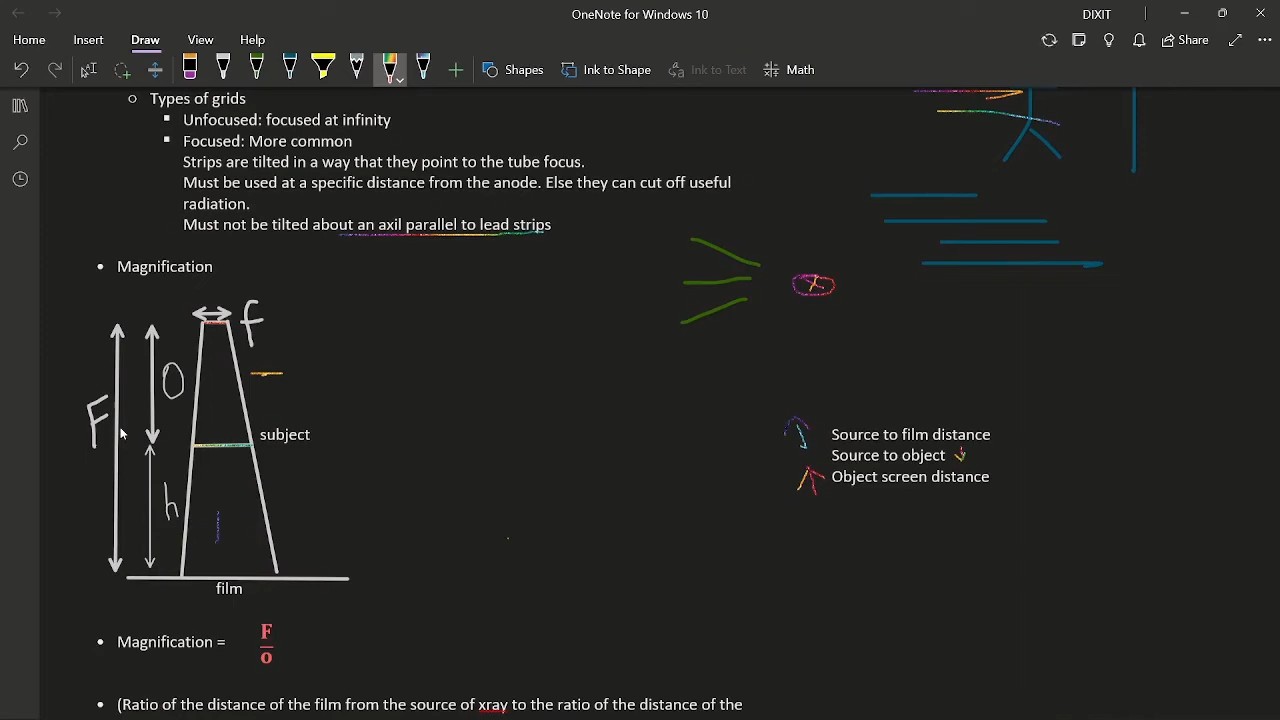 OneNote for Windows 10
DIXIT
Home
Insert
Draw
View
Help
Share
Shapes
Ink to Shape
Ink to Text
Math
Types of grids
Unfocused: focused at infinity
Focused: More common
Strips are tilted in a way that they point to the tube focus.
Must be used at a specific distance from the anode. Else they can cut off useful
radiation.
Must not be tilted about an axil parallel to lead strips
Magnification
f
O
F
subject
h
film
Source to film distance
Source to object
Object screen distance
Magnification = F/o
(Ratio of the distance of the film from the source of xray to the ratio of the distance of the